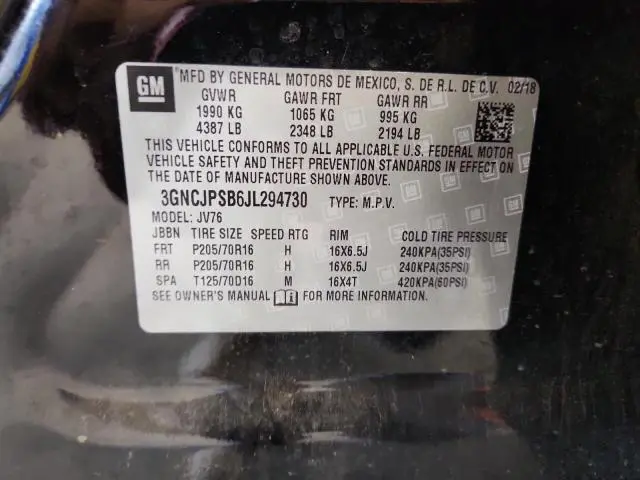 GM MFD BY GENERAL MOTORS DE MEXICO, S. DE R.L. DE C.V. 02/18
GVWR GAWR FRT GAWR RR
1990 KG 1065 KG 995 KG
4387 LB 2348 LB 2194 LB
THIS VEHICLE CONFORMS TO ALL APPLICABLE U.S. FEDERAL MOTOR
VEHICLE SAFETY AND THEFT PREVENTION STANDARDS IN EFFECT ON
THE DATE OF MANUFACTURE SHOWN ABOVE.
3GNCJPSB6JL294730 TYPE: M.P.V.
MODEL: JV76
JBBN TIRE SIZE SPEED RTG RIM COLD TIRE PRESSURE
FRT P205/70R16 H 16X6.5J 240KPA(35PSI)
RR P205/70R16 H 16X6.5J 240KPA(35PSI)
SPA T125/70D16 M 16X4T 420KPA(60PSI)
SEE OWNER'S MANUAL FOR MORE INFORMATION